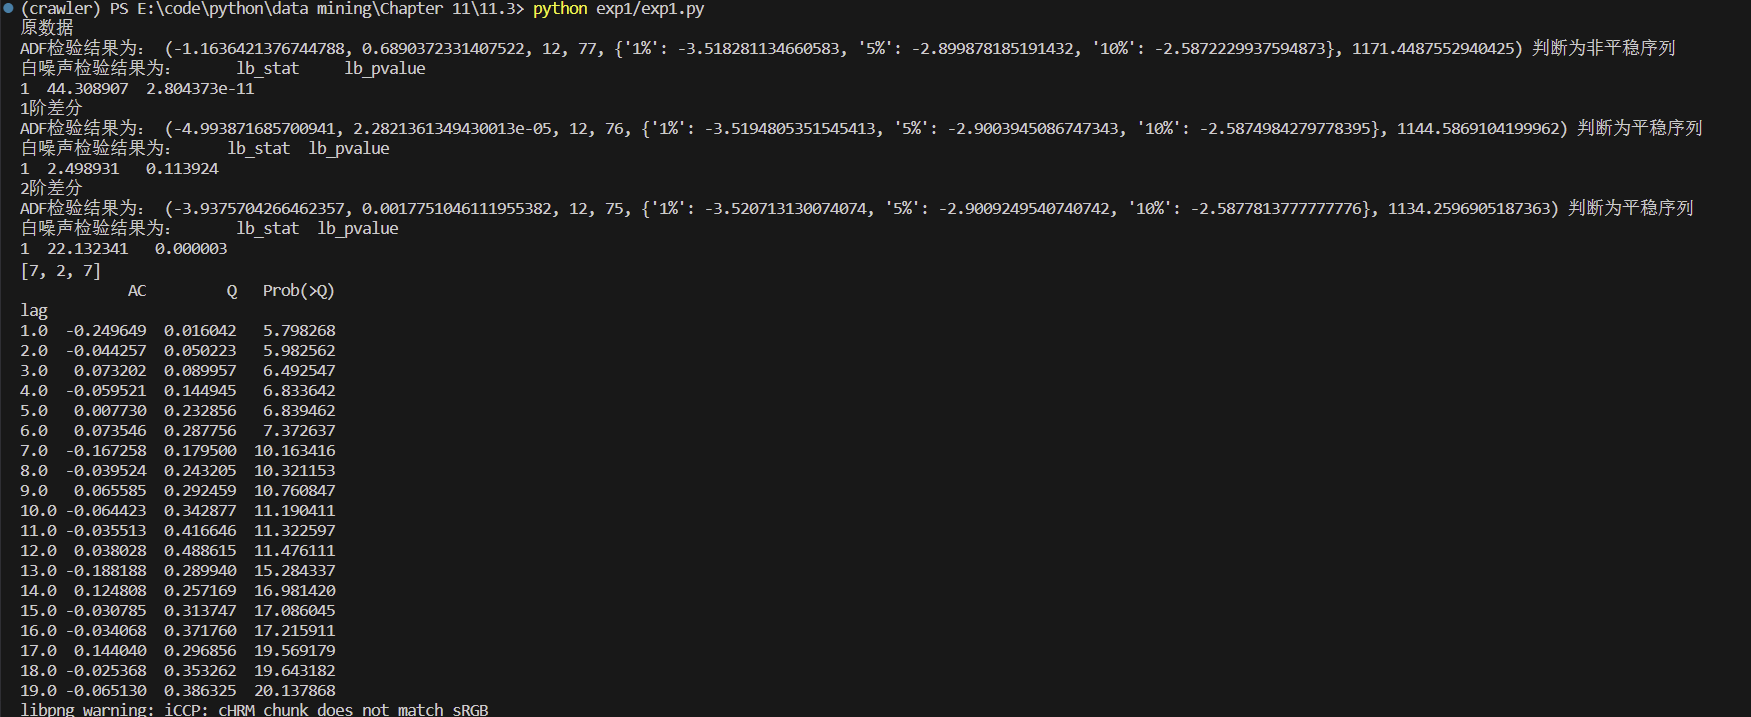 (crawler) PS E:\code\python\data mining\Chapter 11\11.3> python exp1/exp1.py
原数据
ADF检验结果为： (-1.1636421376744788, 0.6890372331407522, 12, 77, {'1%': -3.518281134660583, '5%': -2.899878185191432, '10%': -2.5872229937594873}, 1171.4487552940425) 判断为非平稳序列
白噪声检验结果为：       lb_stat     lb_pvalue
1  44.308907  2.804373e-11
1阶差分
ADF检验结果为： (-4.993871685700941, 2.2821361349430013e-05, 12, 76, {'1%': -3.5194805351545413, '5%': -2.9003945086747343, '10%': -2.5874984279778395}, 1144.5869104199962) 判断为平稳序列
白噪声检验结果为：      lb_stat  lb_pvalue
1  2.498931   0.113924
2阶差分
ADF检验结果为： (-3.9375704266462357, 0.0017751046111955382, 12, 75, {'1%': -3.520713130074074, '5%': -2.9009249540740742, '10%': -2.5877813777777776}, 1134.2596905187363) 判断为平稳序列
白噪声检验结果为：       lb_stat  lb_pvalue
1  22.132341   0.000003
[7, 2, 7]
            AC         Q   Prob(>Q)
lag
1.0  -0.249649  0.016042   5.798268
2.0  -0.044257  0.050223   5.982562
3.0   0.073202  0.089957   6.492547
4.0  -0.059521  0.144945   6.833642
5.0   0.007730  0.232856   6.839462
6.0   0.073546  0.287756   7.372637
7.0  -0.167258  0.179500  10.163416
8.0  -0.039524  0.243205  10.321153
9.0   0.065585  0.292459  10.760847
10.0 -0.064423  0.342877  11.190411
11.0 -0.035513  0.416646  11.322597
12.0  0.038028  0.488615  11.476111
13.0 -0.188188  0.289940  15.284337
14.0  0.124808  0.257169  16.981420
15.0 -0.030785  0.313747  17.086045
16.0 -0.034068  0.371760  17.215911
17.0  0.144040  0.296856  19.569179
18.0 -0.025368  0.353262  19.643182
19.0 -0.065130  0.386325  20.137868
libpng warning: iCCP: cHRM chunk does not match sRGB